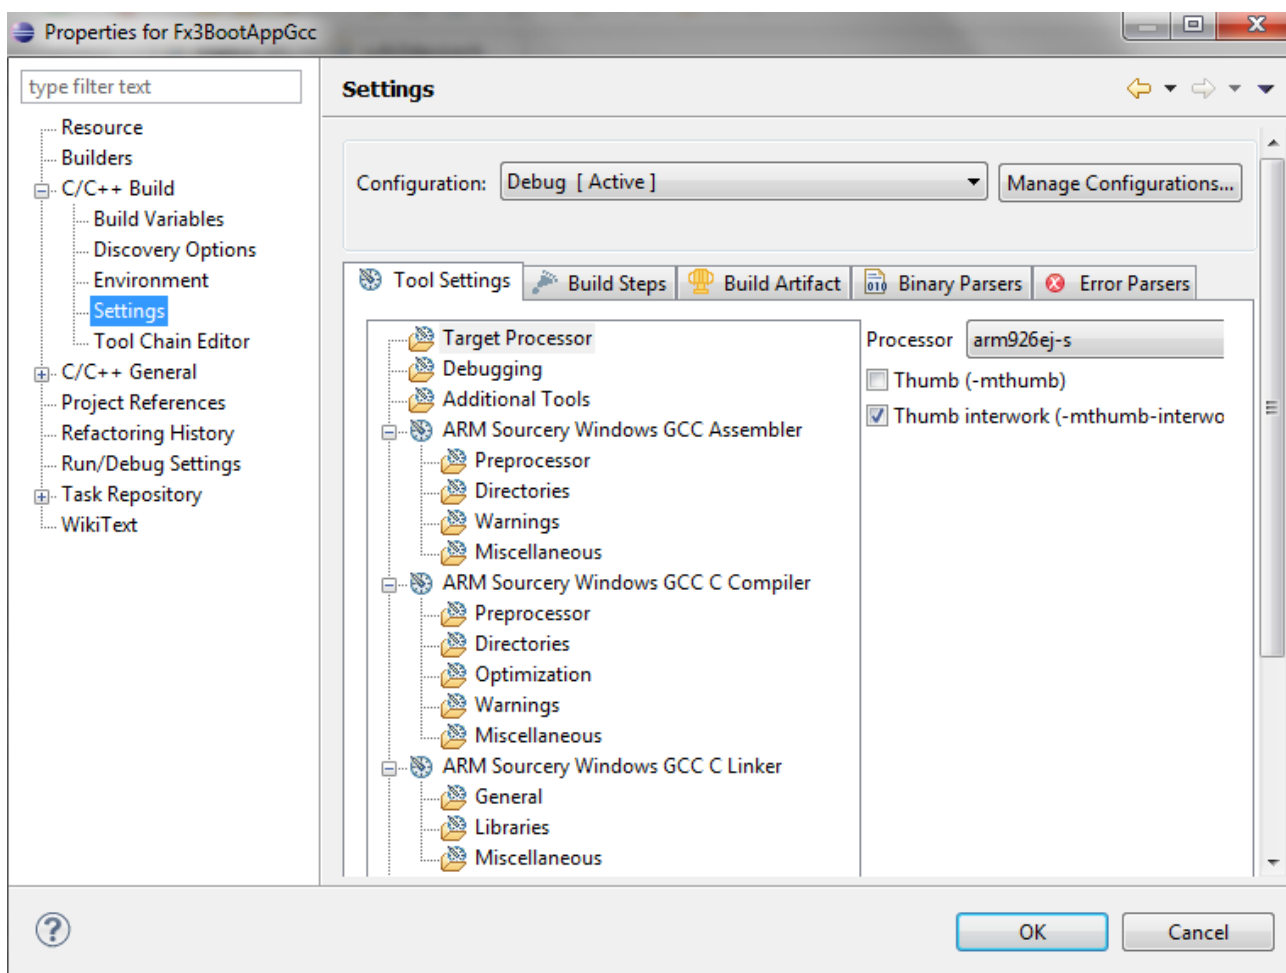 Properties for Fx3BootAppGcc
type filter text
Resource
Builders
C/C++ Build
Build Variables
Discovery Options
Environment
Settings
Tool Chain Editor
C/C++ General
Project References
Refactoring History
Run/Debug Settings
Task Repository
WikiText
Settings
Configuration: Debug [ Active ] Manage Configurations...
Tool Settings Build Steps Build Artifact Binary Parsers Error Parsers
Target Processor
Debugging
Additional Tools
ARM Sourcery Windows GCC Assembler
Preprocessor
Directories
Warnings
Miscellaneous
ARM Sourcery Windows GCC C Compiler
Preprocessor
Directories
Optimization
Warnings
Miscellaneous
ARM Sourcery Windows GCC C Linker
General
Libraries
Miscellaneous
Processor arm926ej-s
Thumb (-mthumb)
Thumb interwork (-mthumb-interwo
OK Cancel